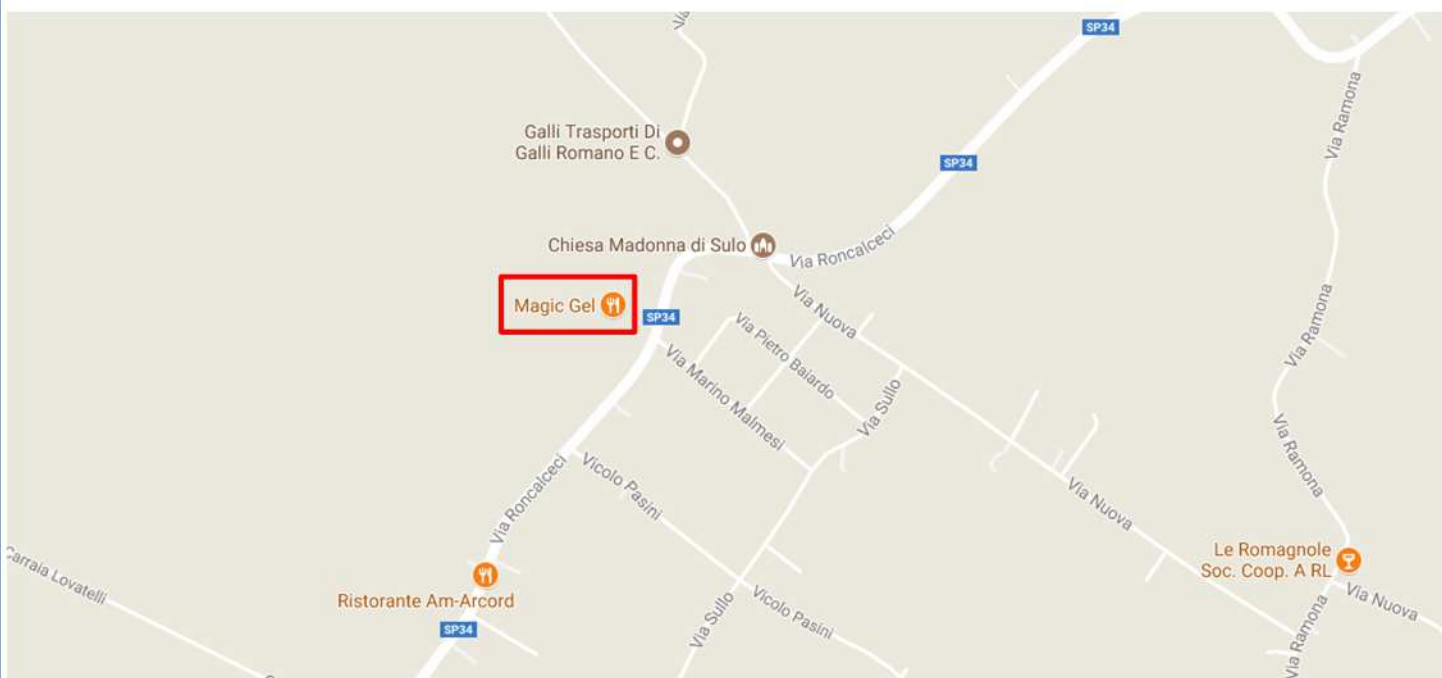 Via
SP34
Via Ramona
Galli Trasporti Di
Galli Romano E C.
SP34
Chiesa Madonna di Sulo
Via Roncalceci
Magic Gel
SP34
Via Nuova
Via Ramona
Via Pietro Baiardo
Via Marino Malmesi
Via Sullo
Via Roncalceci
Vicolo Pasini
Via Ramona
Via Nuova
Carraia Lovatelli
Ristorante Am-Arcord
Le Romagnole
Soc. Coop. A RL
Via Nuova
SP34
Via Sullo
Vicolo Pasini
Via Ramona